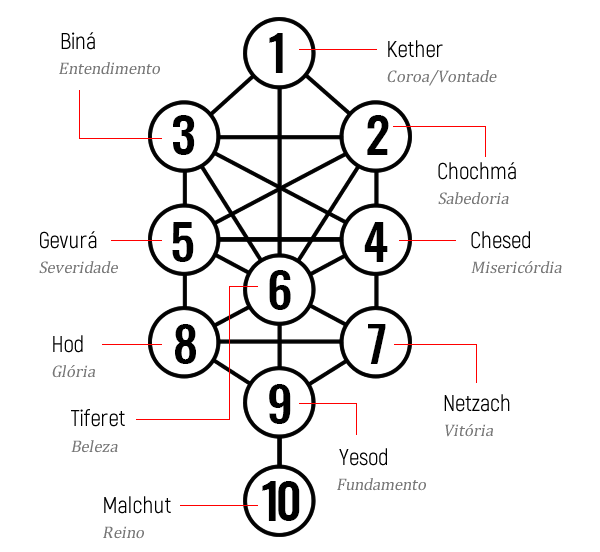 Biná
Entendimento
1
Kether
Coroa/Vontade
3
2
Chochmá
Sabedoria
Gevurá
Severidade
5
4
Chesed
Misericórdia
6
Hod
Glória
8
7
Netzach
Vitória
Tiferet
Beleza
9
Yesod
Fundamento
Malchut
Reino
10